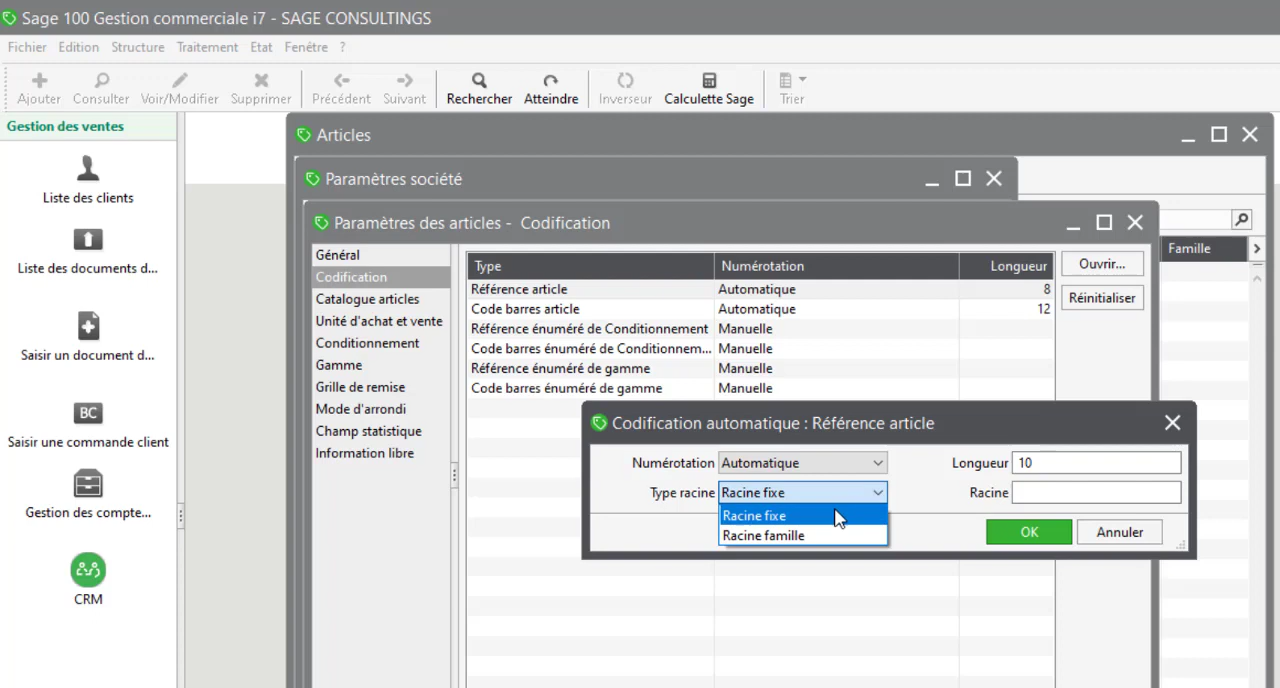 Sage 100 Gestion commerciale i7 - SAGE CONSULTINGS
Fichier Edition Structure Traitement Etat Fenêtre ?
Ajouter Consulter Voir/Modifier Supprimer Précédent Suivant Rechercher Atteindre Inverseur Calculette Sage Trier
Gestion des ventes
Liste des clients
Liste des documents d...
Saisir un document d...
BC
Saisir une commande client
Gestion des compte...
CRM
Articles
Paramètres société
Paramètres des articles - Codification
Famille
Général
Codification
Catalogue articles
Unité d'achat et vente
Conditionnement
Gamme
Grille de remise
Mode d'arrondi
Champ statistique
Information libre
Type Numérotation Longueur
Référence article Automatique 8
Code barres article Automatique 12
Référence énuméré de Conditionnement Manuelle
Code barres énuméré de Conditionnem... Manuelle
Référence énuméré de gamme Manuelle
Code barres énuméré de gamme Manuelle
Ouvrir...
Réinitialiser
Codification automatique : Référence article
Numérotation Automatique Longueur 10
Type racine Racine fixe Racine
Racine fixe
Racine famille
OK Annuler